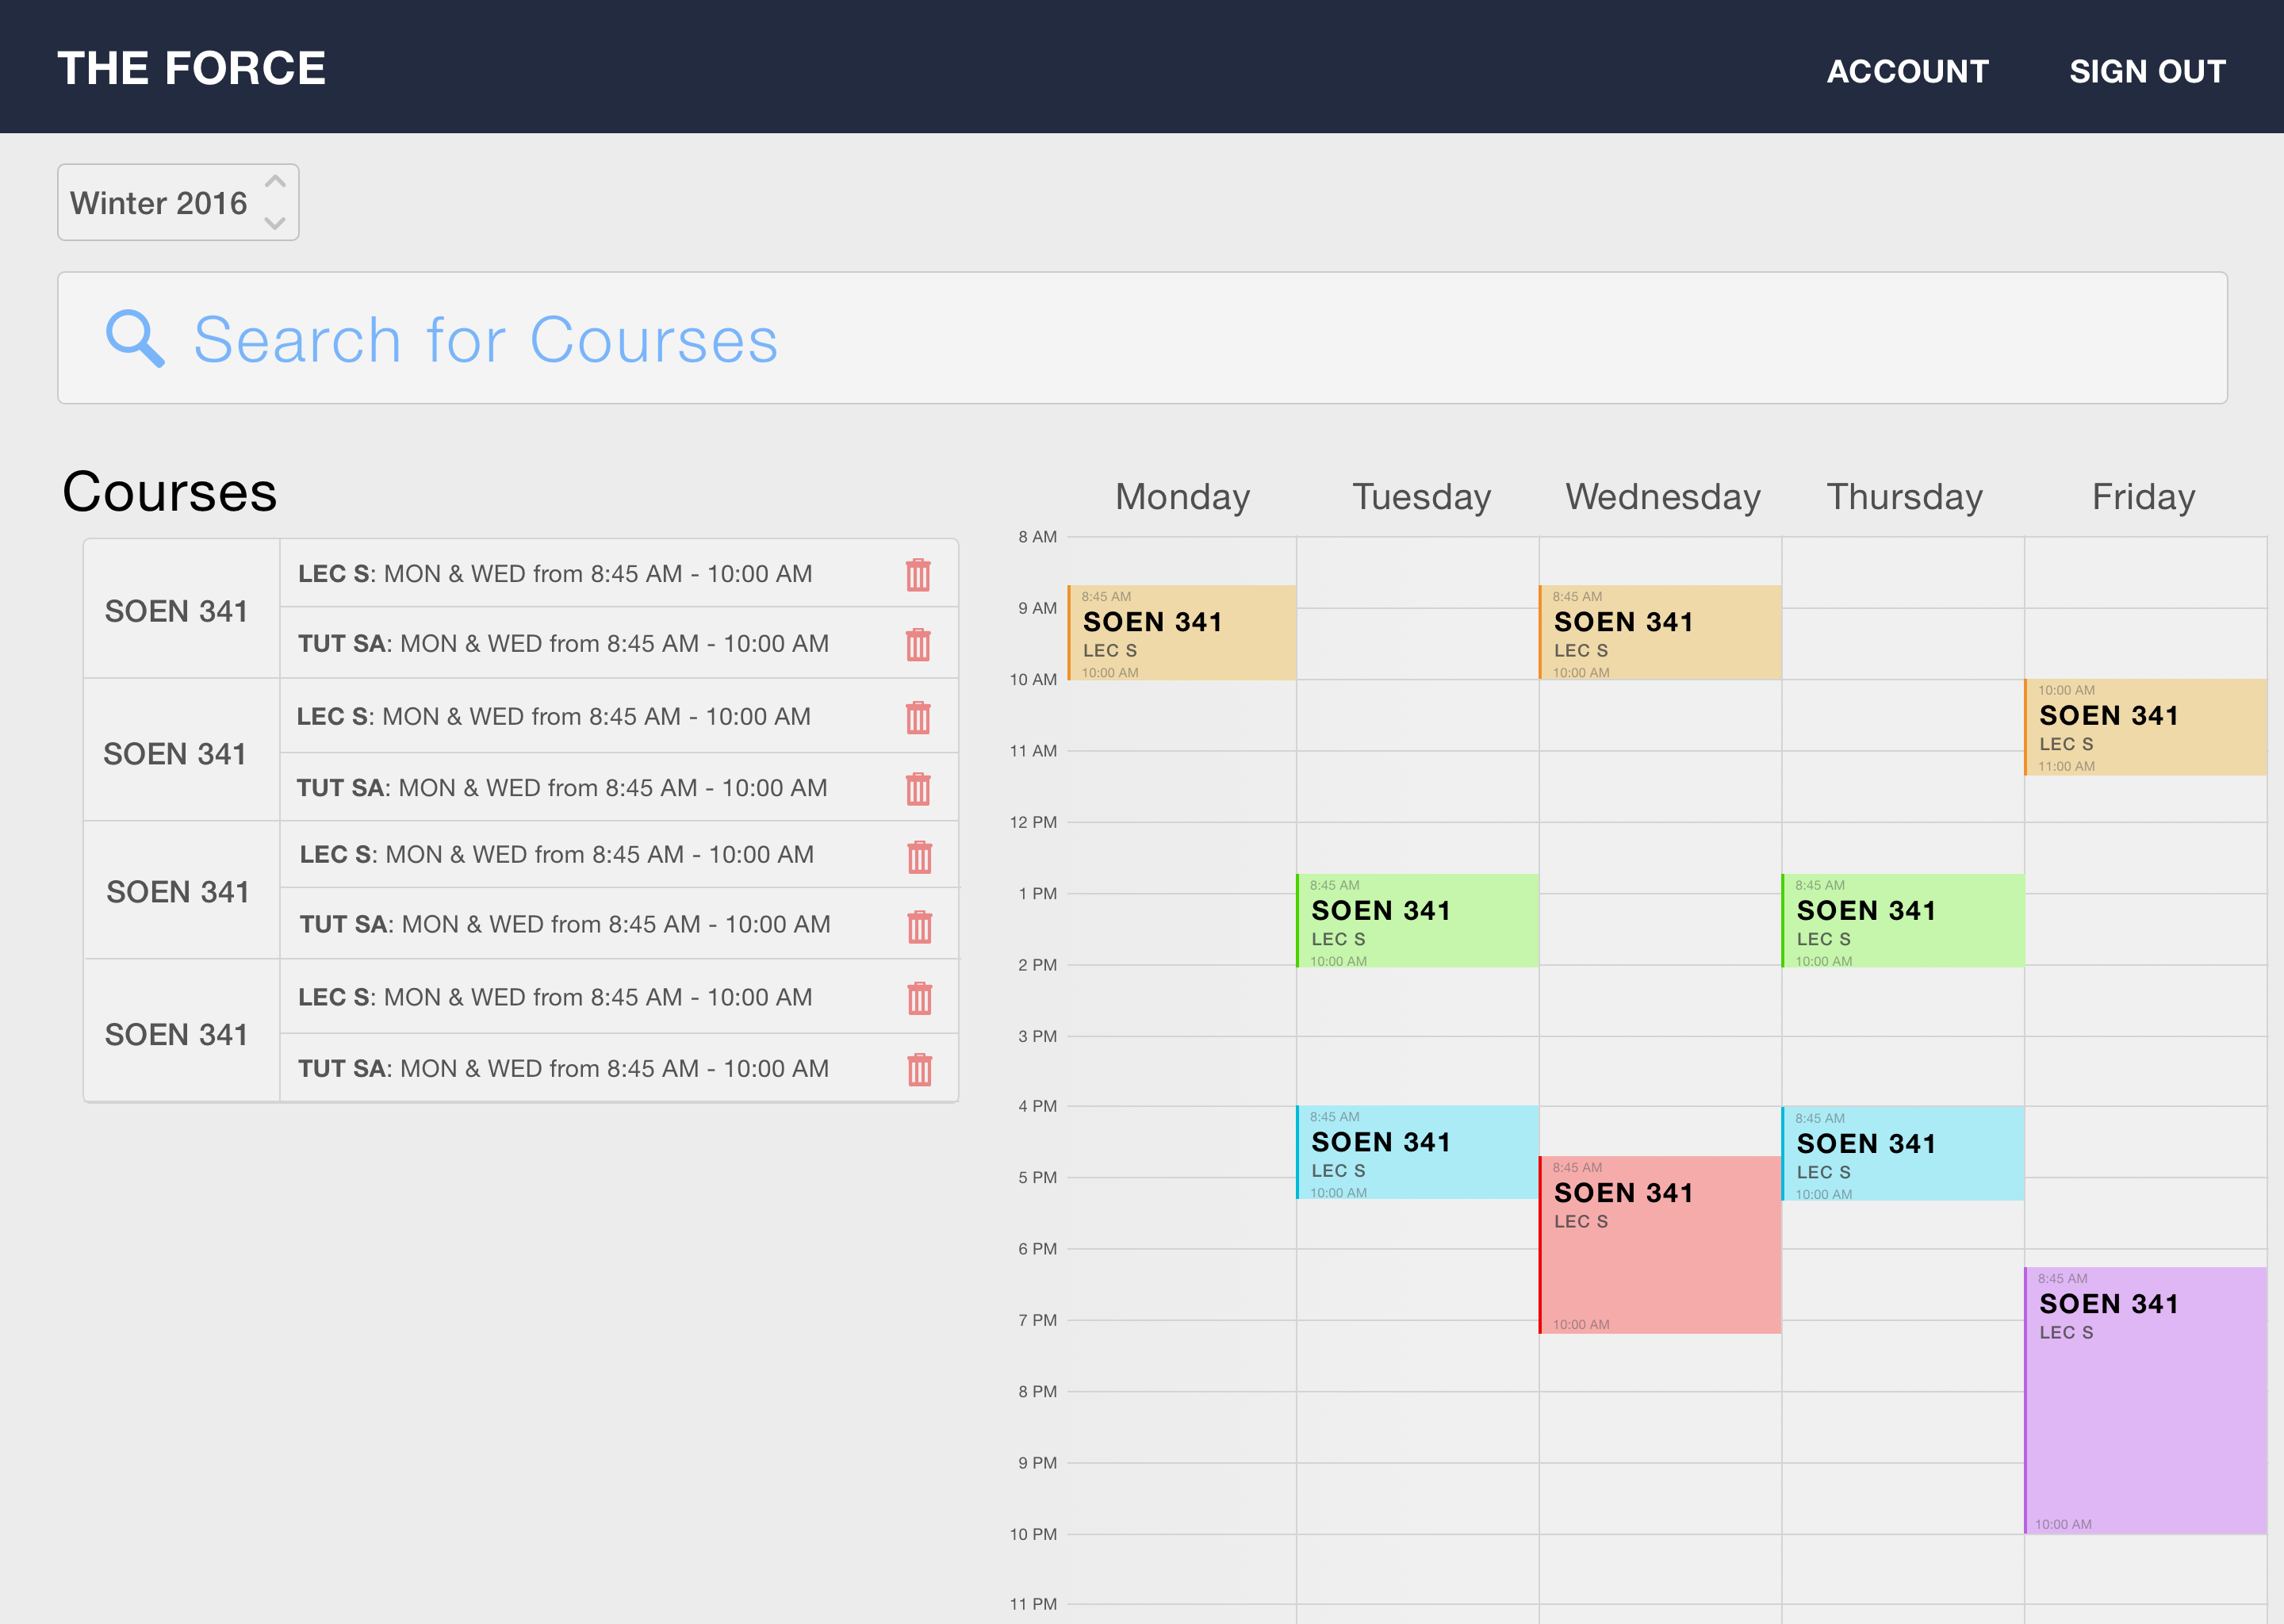 THE FORCE
ACCOUNT
SIGN OUT
Winter 2016
Search for Courses
Courses
SOEN 341
LEC S: MON & WED from 8:45 AM - 10:00 AM
TUT SA: MON & WED from 8:45 AM - 10:00 AM
SOEN 341
LEC S: MON & WED from 8:45 AM - 10:00 AM
TUT SA: MON & WED from 8:45 AM - 10:00 AM
SOEN 341
LEC S: MON & WED from 8:45 AM - 10:00 AM
TUT SA: MON & WED from 8:45 AM - 10:00 AM
SOEN 341
LEC S: MON & WED from 8:45 AM - 10:00 AM
TUT SA: MON & WED from 8:45 AM - 10:00 AM
Monday
Tuesday
Wednesday
Thursday
Friday
8 AM
9 AM
10 AM
11 AM
12 PM
1 PM
2 PM
3 PM
4 PM
5 PM
6 PM
7 PM
8 PM
9 PM
10 PM
11 PM
8:45 AM
SOEN 341
LEC S
10:00 AM
8:45 AM
SOEN 341
LEC S
10:00 AM
8:45 AM
SOEN 341
LEC S
10:00 AM
8:45 AM
SOEN 341
LEC S
10:00 AM
8:45 AM
SOEN 341
LEC S
10:00 AM
8:45 AM
SOEN 341
LEC S
10:00 AM
8:45 AM
SOEN 341
LEC S
10:00 AM
10:00 AM
SOEN 341
LEC S
11:00 AM
8:45 AM
SOEN 341
LEC S
10:00 AM